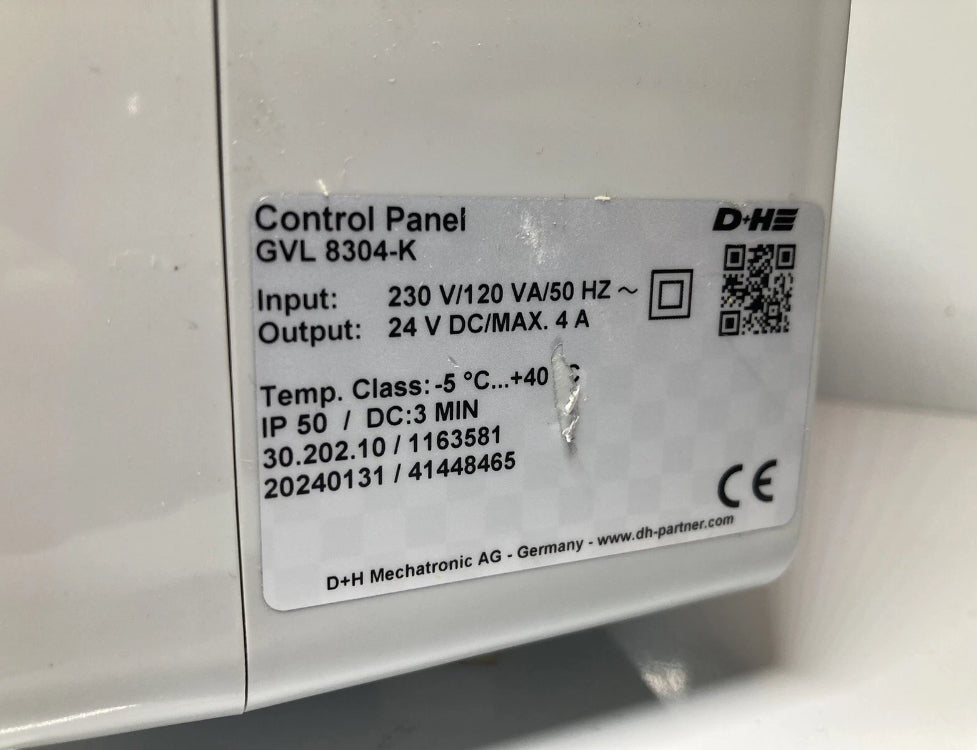 Control Panel
D+H
GVL 8304-K
Input: 230 V/120 VA/50 HZ ~
Output: 24 V DC/MAX. 4 A
Temp. Class: -5 °C...+40 C
IP 50 / DC:3 MIN
30.202.10 / 1163581
20240131 / 41448465
CE
D+H Mechatronic AG - Germany - www.dh-partner.com